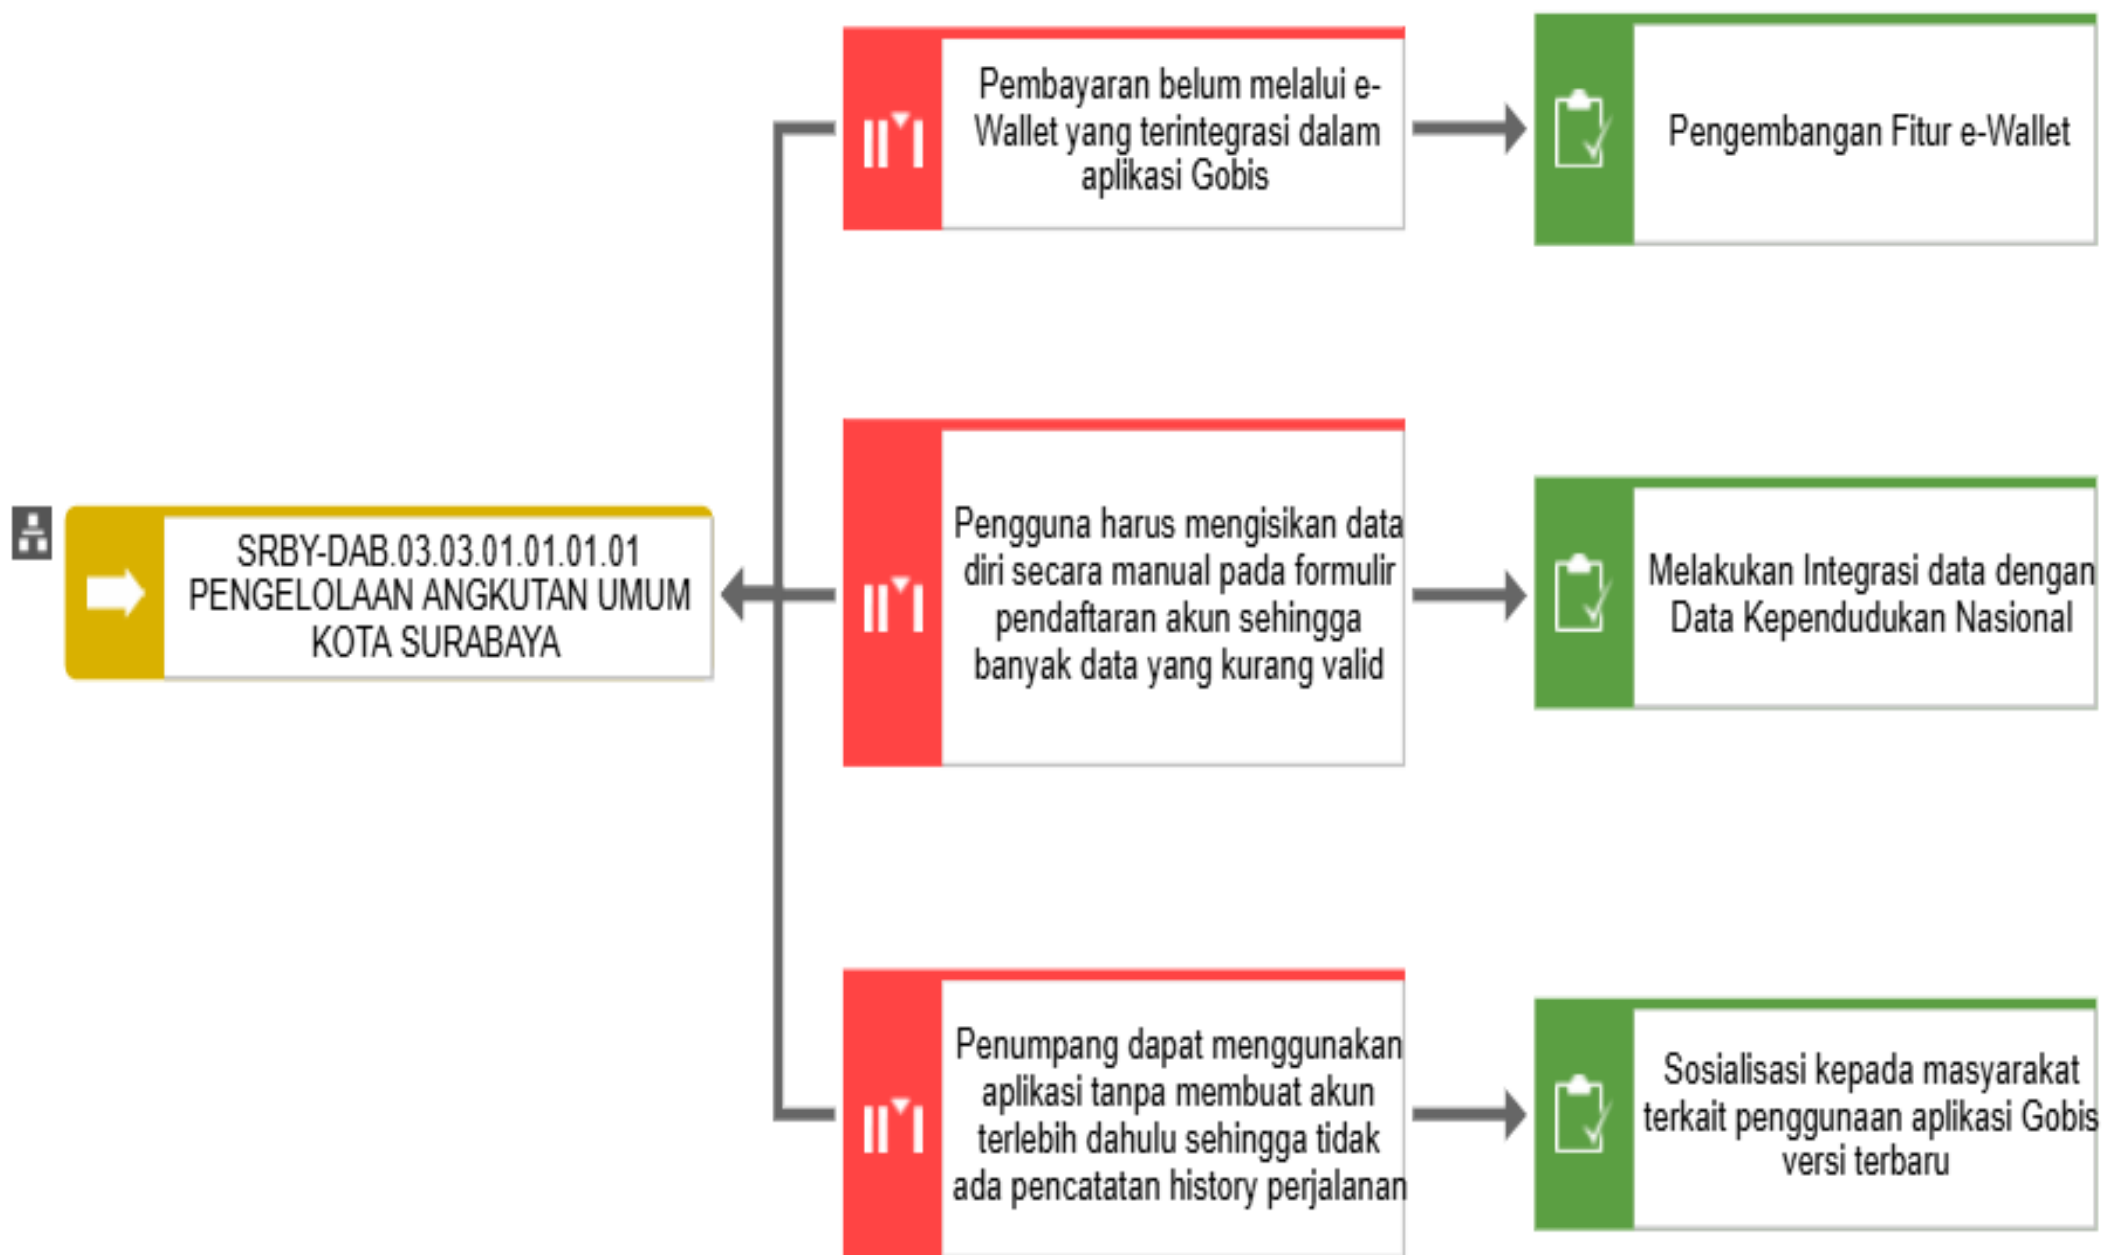 Pembayaran belum melalui e-
Wallet yang terintegrasi dalam
aplikasi Gobis
Pengembangan Fitur e-Wallet
SRBY-DAB.03.03.01.01.01.01
PENGELOLAAN ANGKUTAN UMUM
KOTA SURABAYA
Pengguna harus mengisikan data
diri secara manual pada formulir
pendaftaran akun sehingga
banyak data yang kurang valid
Melakukan Integrasi data dengan
Data Kependudukan Nasional
Penumpang dapat menggunakan
aplikasi tanpa membuat akun
terlebih dahulu sehingga tidak
ada pencatatan history perjalanan
Sosialisasi kepada masyarakat
terkait penggunaan aplikasi Gobis
versi terbaru